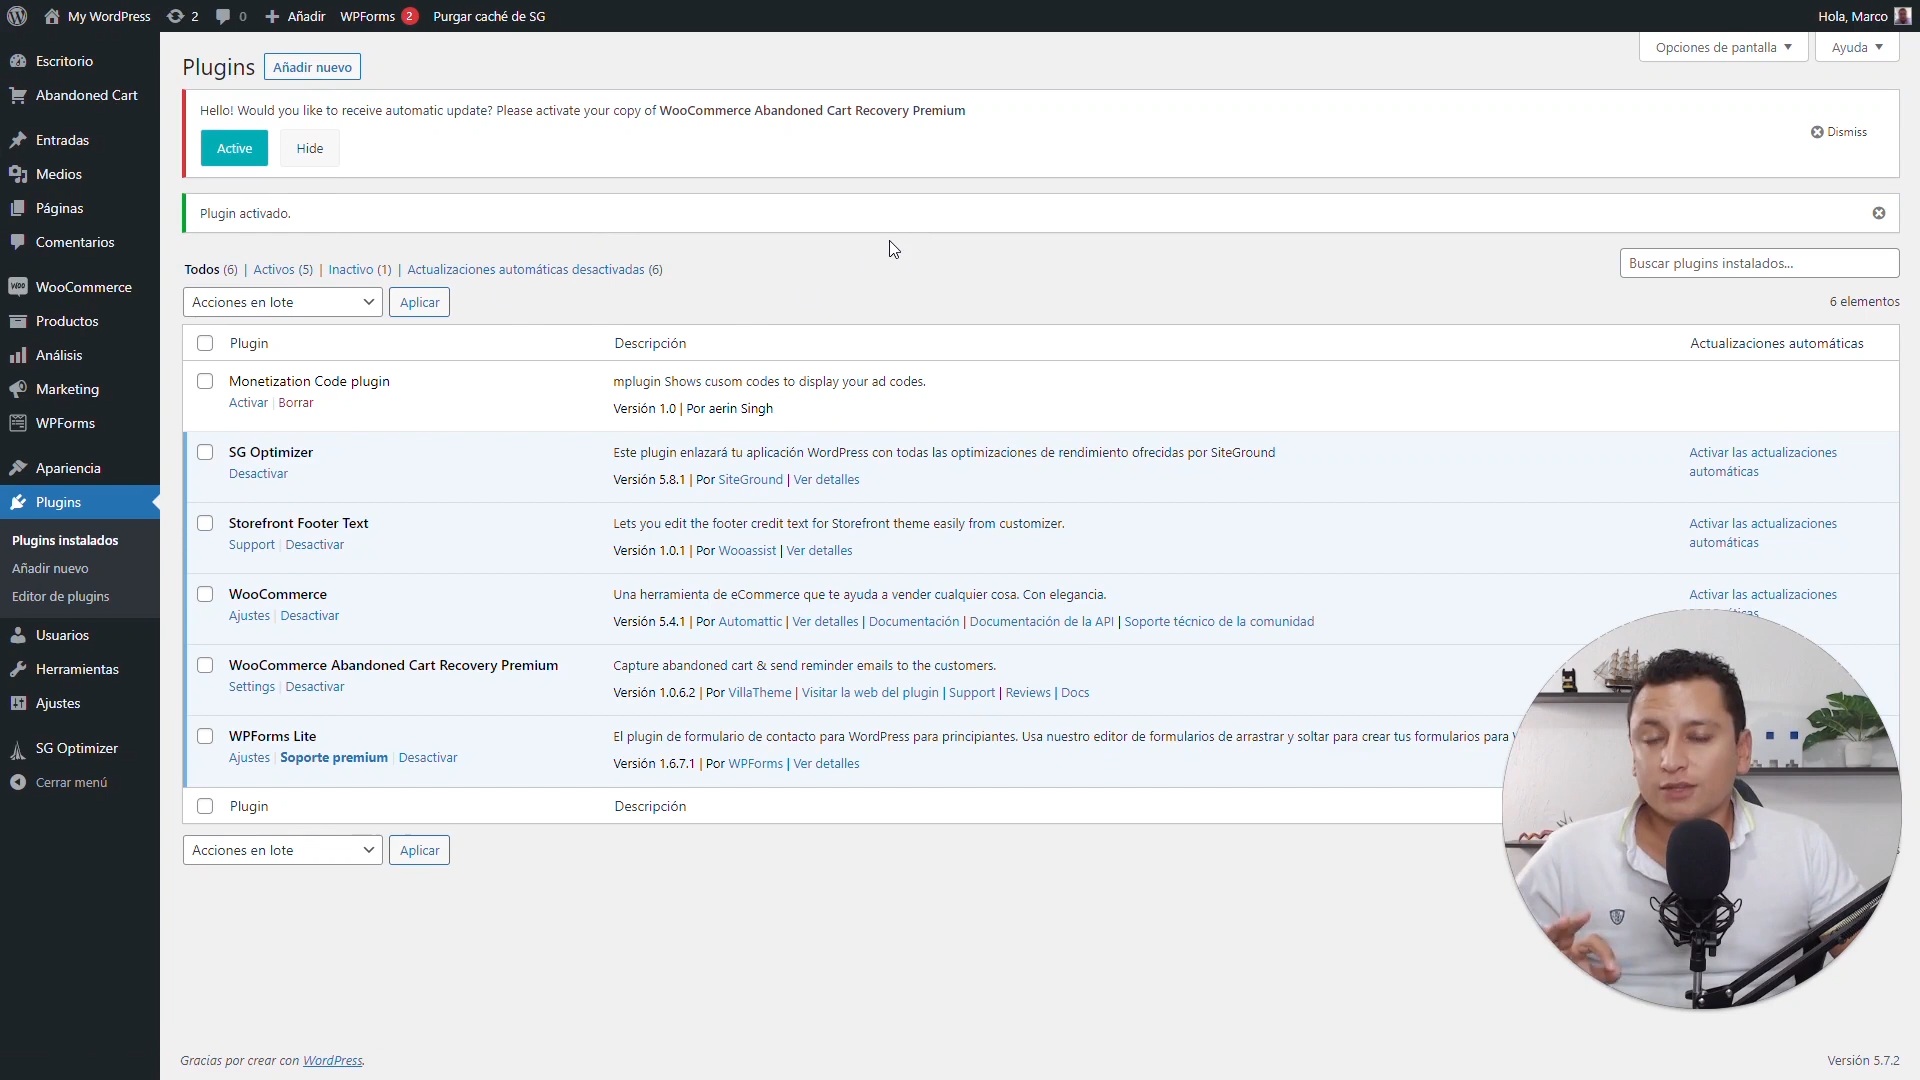 My WordPress 2 0 Añadir WPForms 2 Purgar caché de SG Hola, Marco
Opciones de pantalla Ayuda
Escritorio
Abandoned Cart
Entradas
Medios
Páginas
Comentarios
WooCommerce
Productos
Análisis
Marketing
WPForms
Apariencia
Plugins
Plugins instalados
Añadir nuevo
Editor de plugins
Usuarios
Herramientas
Ajustes
SG Optimizer
Cerrar menú
Plugins Añadir nuevo
Hello! Would you like to receive automatic update? Please activate your copy of WooCommerce Abandoned Cart Recovery Premium
Active Hide
Dismiss
Plugin activado.
Todos (6) | Activos (5) | Inactivo (1) | Actualizaciones automáticas desactivadas (6)
Buscar plugins instalados...
Acciones en lote Aplicar
6 elementos
Plugin Descripción Actualizaciones automáticas
Monetization Code plugin mplugin Shows cusom codes to display your ad codes.
Activar | Borrar Versión 1.0 | Por aerin Singh
SG Optimizer Este plugin enlazará tu aplicación WordPress con todas las optimizaciones de rendimiento ofrecidas por SiteGround Activar las actualizaciones
automáticas
Desactivar Versión 5.8.1 | Por SiteGround | Ver detalles
Storefront Footer Text Lets you edit the footer credit text for Storefront theme easily from customizer. Activar las actualizaciones
automáticas
Support | Desactivar Versión 1.0.1 | Por Wooassist | Ver detalles
WooCommerce Una herramienta de eCommerce que te ayuda a vender cualquier cosa. Con elegancia. Activar las actualizaciones
Ajustes | Desactivar Versión 5.4.1 | Por Automattic | Ver detalles | Documentación | Documentación de la API | Soporte técnico de la comunidad
WooCommerce Abandoned Cart Recovery Premium Capture abandoned cart & send reminder emails to the customers.
Settings | Desactivar Versión 1.0.6.2 | Por VillaTheme | Visitar la web del plugin | Support | Reviews | Docs
WPForms Lite El plugin de formulario de contacto para WordPress para principiantes. Usa nuestro editor de formularios de arrastrar y soltar para crear tus formularios para
Ajustes | Soporte premium | Desactivar Versión 1.6.7.1 | Por WPForms | Ver detalles
Plugin Descripción
Acciones en lote Aplicar
Gracias por crear con WordPress.
Versión 5.7.2